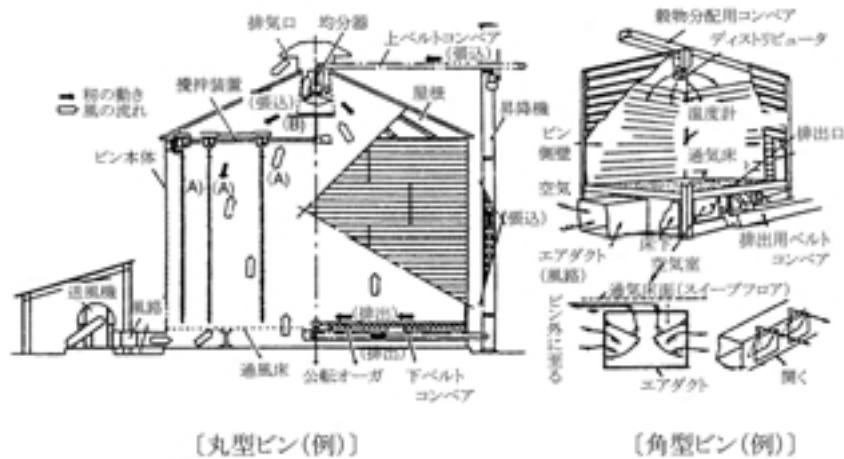 排気口
均分器
上ベルトコンベア
(張込)
攪拌装置
(張込)
屋根
昇降機
籾の動き
風の流れ
(B)
ビン本体
(A)
(A)
(A)
(張込)
送風機
風路
(排出)
(排出)
通風床
公転オーガ
下ベルト
コンベア
[丸型ビン(例)]
穀物分配用コンベア
ディストリビュータ
温度計
排出口
ビン
側壁
通気床
空気
エアダクト
(風路)
床下
空気室
排出用ベルト
コンベア
通気床面(スイープフロア)
ビン外に至る
エアダクト
開く
[角型ビン(例)]